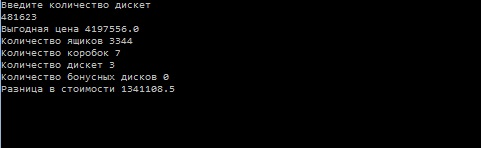 Введите количество дискет
481623
Выгодная цена 4197556.0
Количество ящиков 3344
Количество коробок 7
Количество дискет 3
Количество бонусных дисков 0
Разница в стоимости 1341108.5